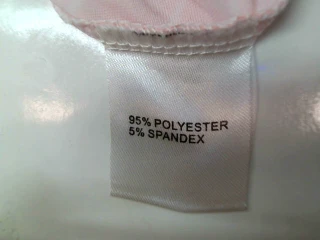 95% POLYESTER
5% SPANDEX